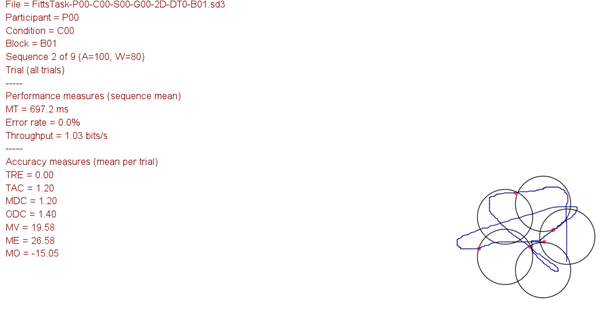 File = FittsTask-P00-C00-S00-G00-2D-DT0-B01.sd3
Participant = P00
Condition = C00
Block = B01
Sequence 2 of 9 (A=100, W=80)
Trial (all trials)
-----
Performance measures (sequence mean)
MT = 697.2 ms
Error rate = 0.0%
Throughput = 1.03 bits/s
-----
Accuracy measures (mean per trial)
TRE = 0.00
TAC = 1.20
MDC = 1.20
ODC = 1.40
MV = 19.58
ME = 26.58
MO = -15.05